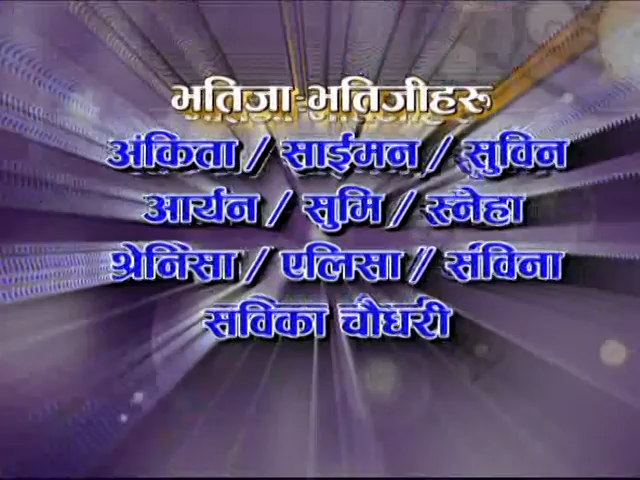 भतिजा भतिजीहरू
अंकिता / साईमन / सुविन
आर्यन / सुमि / स्नेहा
श्रेनिसा / एलिसा // संविना
सविका चौधरी